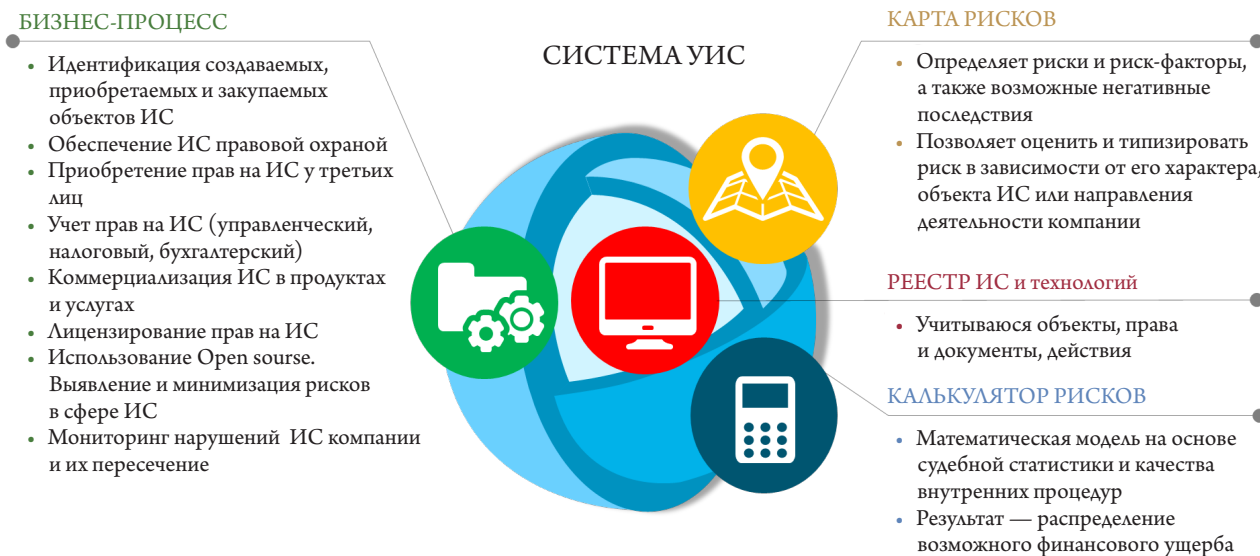 БИЗНЕС-ПРОЦЕСС
• Идентификация создаваемых,
приобретаемых и закупаемых
объектов ИС
• Обеспечение ИС правовой охраной
• Приобретение прав на ИС у третьих
лиц
• Учет прав на ИС (управленческий,
налоговый, бухгалтерский)
• Коммерциализация ИС в продуктах
и услугах
• Лицензирование прав на ИС
• Использование Open sourse.
Выявление и минимизация рисков
в сфере ИС
• Мониторинг нарушений ИС компании
и их пересечение
СИСТЕМА УИС
КАРТА РИСКОВ
• Определяет риски и риск-факторы,
а также возможные негативные
последствия
• Позволяет оценить и типизировать
риск в зависимости от его характера,
объекта ИС или направления
деятельности компании
РЕЕСТР ИС и технологий
• Учитываюся объекты, права
и документы, действия
КАЛЬКУЛЯТОР РИСКОВ
• Математическая модель на основе
судебной статистики и качества
внутренних процедур
• Результат — распределение
возможного финансового ущерба